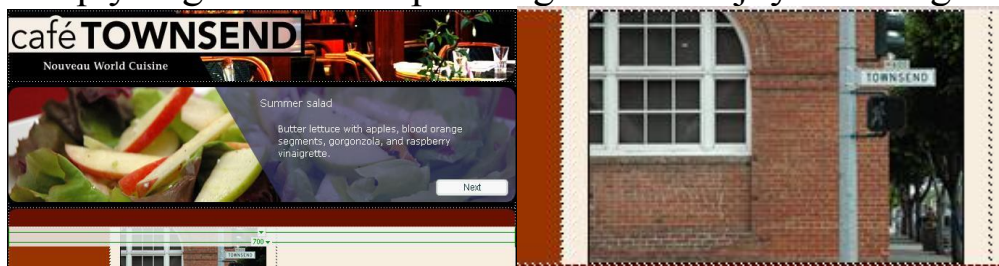 café TOWNSEND
Nouveau World Cuisine
Summer salad
Butter lettuce with apples, blood orange
segments, gorgonzola, and raspberry
vinaigrette.
Next
700
TOWNSEND
TOWNSEND